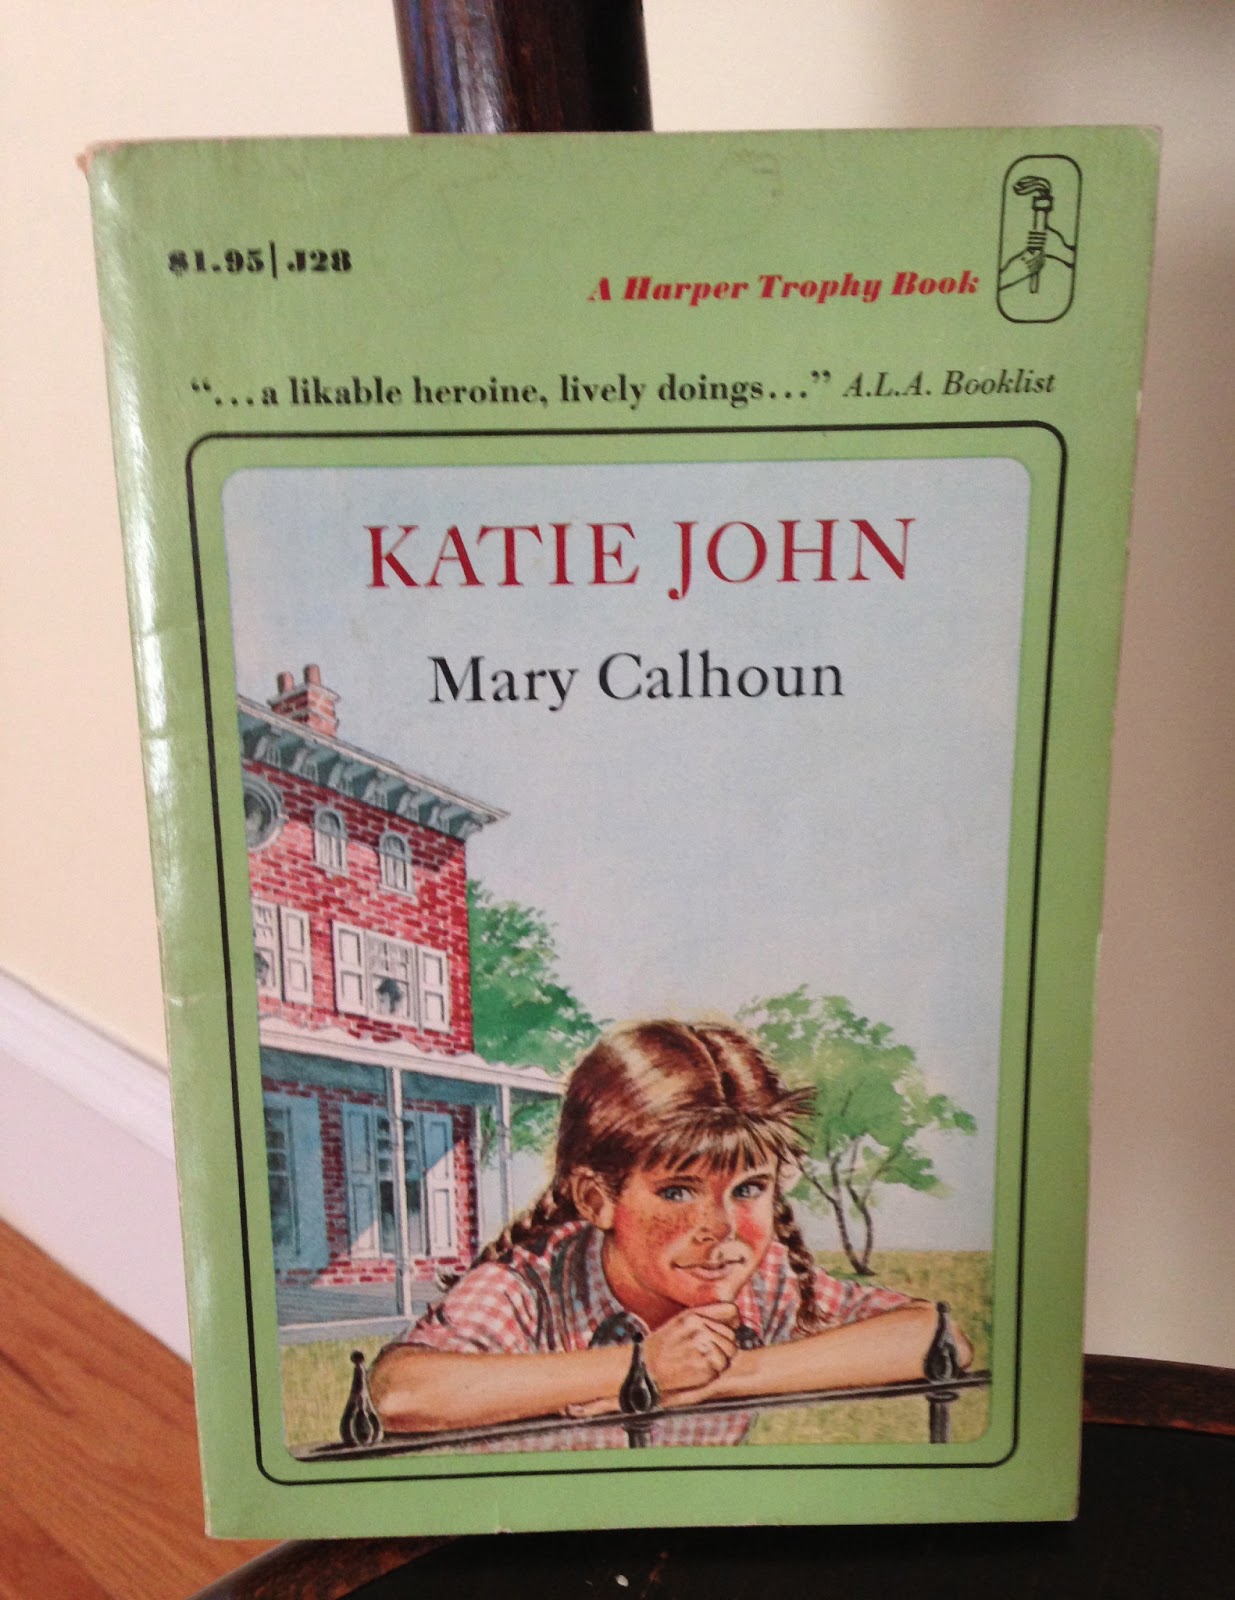 $1.95 | J28
A Harper Trophy Book
“...a likable heroine, lively doings...” A.L.A. Booklist
KATIE JOHN
Mary Calhoun